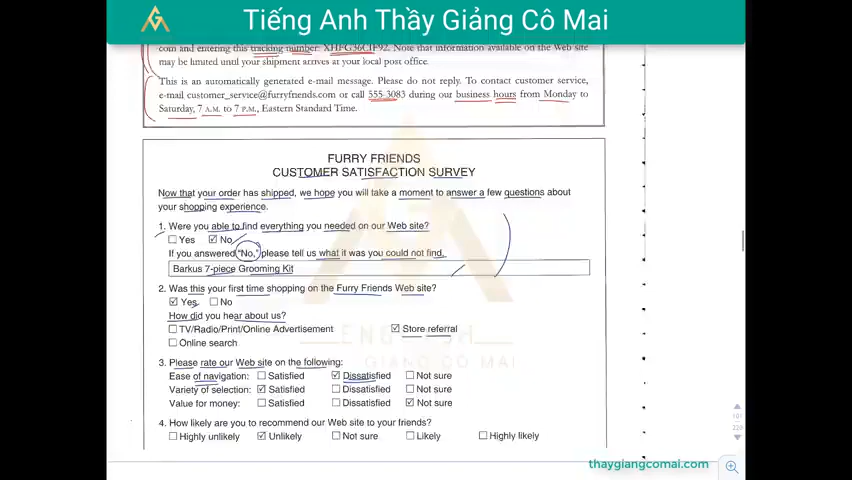 Tiếng Anh Thầy Giảng Cô Mai
com and entering this tracking number: XHFG36CIF92. Note that information available on the Web site
may be limited until your shipment arrives at your local post office.
This is an automatically generated e-mail message. Please do not reply. To contact customer service,
e-mail customer_service@furryfriends.com or call 555-3083 during our business hours from Monday to
Saturday, 7 A.M. to 7 P.M., Eastern Standard Time.
FURRY FRIENDS
CUSTOMER SATISFACTION SURVEY
Now that your order has shipped, we hope you will take a moment to answer a few questions about
your shopping experience.
1. Were you able to find everything you needed on our Web site?
☐ Yes ☑ No
If you answered "No," please tell us what it was you could not find.
Barkus 7-piece Grooming Kit
2. Was this your first time shopping on the Furry Friends Web site?
☑ Yes ☐ No
How did you hear about us?
☐ TV/Radio/Print/Online Advertisement ☑ Store referral
☐ Online search
3. Please rate our Web site on the following:
Ease of navigation: ☐ Satisfied ☑ Dissatisfied ☐ Not sure
Variety of selection: ☑ Satisfied ☐ Dissatisfied ☐ Not sure
Value for money: ☐ Satisfied ☐ Dissatisfied ☑ Not sure
4. How likely are you to recommend our Web site to your friends?
☐ Highly unlikely ☑ Unlikely ☐ Not sure ☐ Likely ☐ Highly likely
ENGLISH
GIẢNG CÔ MAI
thaygiangcomai.com